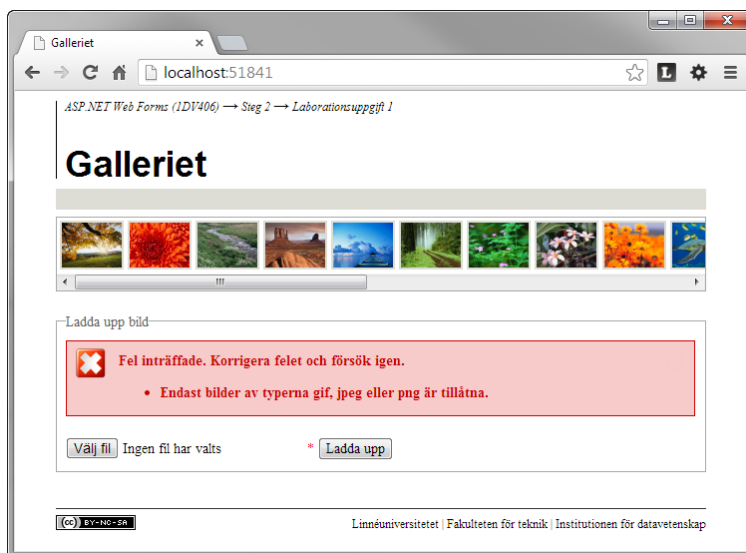 Galleriet
localhost:51841
ASP.NET Web Forms (1DV406) → Steg 2 → Laborationsuppgift 1
Galleriet
Ladda upp bild
Fel inträffade. Korrigera felet och försök igen.
• Endast bilder av typerna gif, jpeg eller png är tillåtna.
Välj fil Ingen fil har valts * Ladda upp
(cc) BY-NC-SA
Linnéuniversitetet | Fakulteten för teknik | Institutionen för datavetenskap